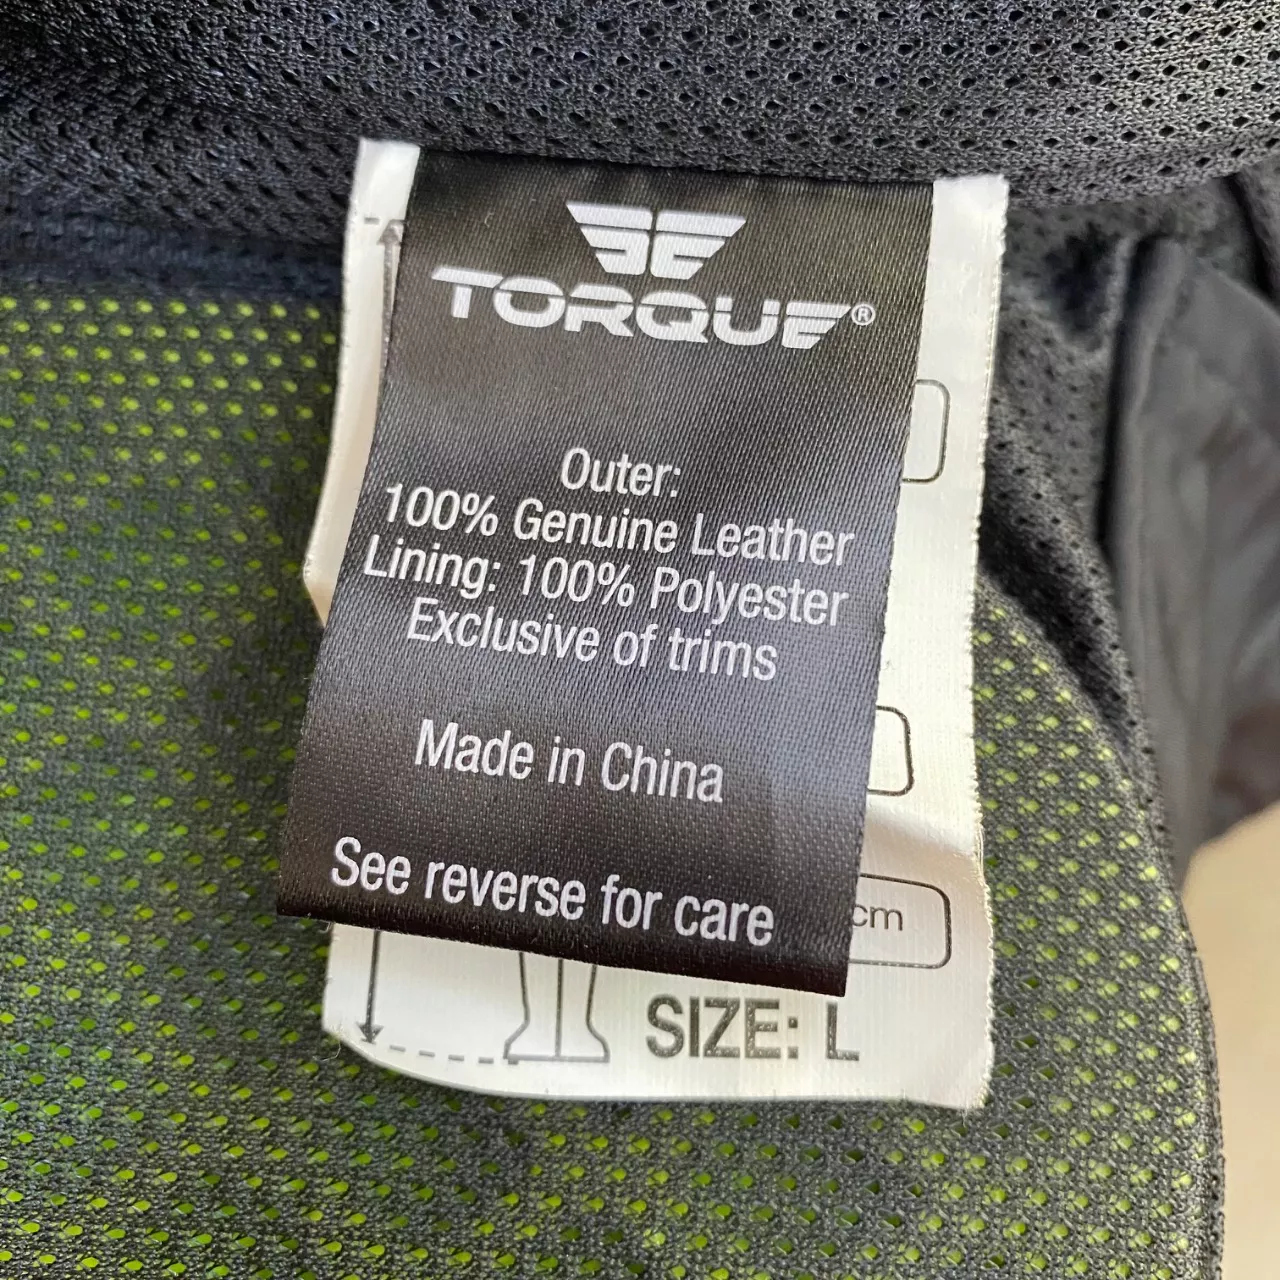 TORQUE®
Outer:
100% Genuine Leather
Lining: 100% Polyester
Exclusive of trims
Made in China
See reverse for care
cm
SIZE: L